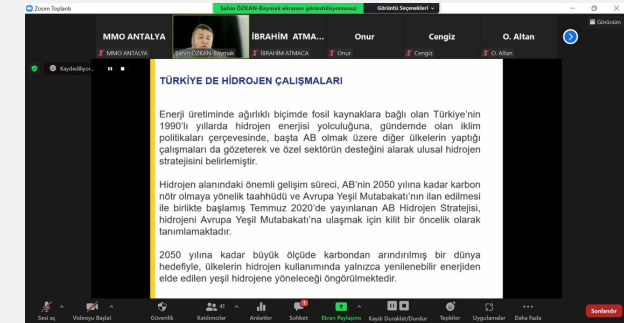 Zoom Toplantı
Şahin ÖZKAN-Baymak ekranını görüntülüyorsunuz
Görüntü Seçenekleri
Görünüm
MMO ANTALYA
İBRAHİM ATMA...
Onur
Cengiz
O. Altan
MMO ANTALYA
Şahin ÖZKAN- Baymak
İBRAHİM ATMACA
Onur
Cengiz
O. Altan
Kaydediliyor...
TÜRKİYE DE HİDROJEN ÇALIŞMALARI
Enerji üretiminde ağırlıklı biçimde fosil kaynaklara bağlı olan Türkiye'nin
1990'lı yıllarda hidrojen enerjisi yolculuğuna, gündemde olan iklim
politikaları çerçevesinde, başta AB olmak üzere diğer ülkelerin yaptığı
çalışmaları da gözeterek ve özel sektörün desteğini alarak ulusal hidrojen
stratejisini belirlemiştir.
Hidrojen alanındaki önemli gelişim süreci, AB'nin 2050 yılına kadar karbon
nötr olmaya yönelik taahhüdü ve Avrupa Yeşil Mutabakatı'nın ilan edilmesi
ile birlikte başlamış Temmuz 2020'de yayınlanan AB Hidrojen Stratejisi,
hidrojeni Avrupa Yeşil Mutabakatı'na ulaşmak için kilit bir öncelik olarak
tanımlamaktadır.
2050 yılına kadar büyük ölçüde karbondan arındırılmış bir dünya
hedefiyle, ülkelerin hidrojen kullanımında yalnızca yenilenebilir enerjiden
elde edilen yeşil hidrojene yöneleceği öngörülmektedir.
Sesi aç
Videoyu Başlat
Güvenlik
41
Katılımcılar
Anketler
Sohbet
Ekran Paylaşımı
Kaydı Duraklat/Durdur
Tepkiler
Uygulamalar
Daha Fazla
Sonlandır